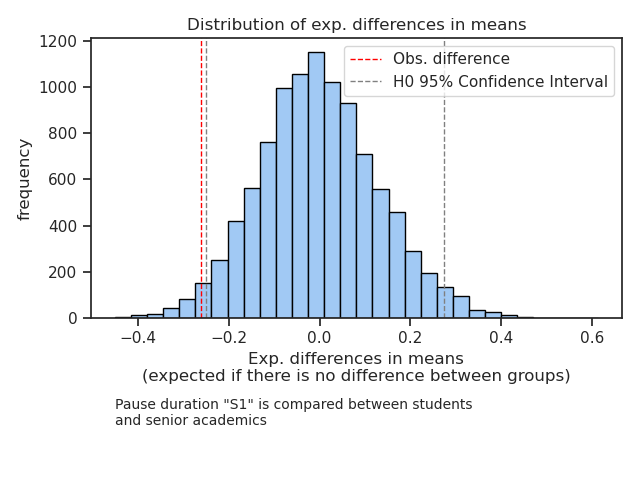 Distribution of exp. differences in means
1200
1000
800
600
400
200
0
frequency
Obs. difference
H0 95% Confidence Interval
−0.4 −0.2 0.0 0.2 0.4 0.6
Exp. differences in means
(expected if there is no difference between groups)
Pause duration "S1" is compared between students
and senior academics